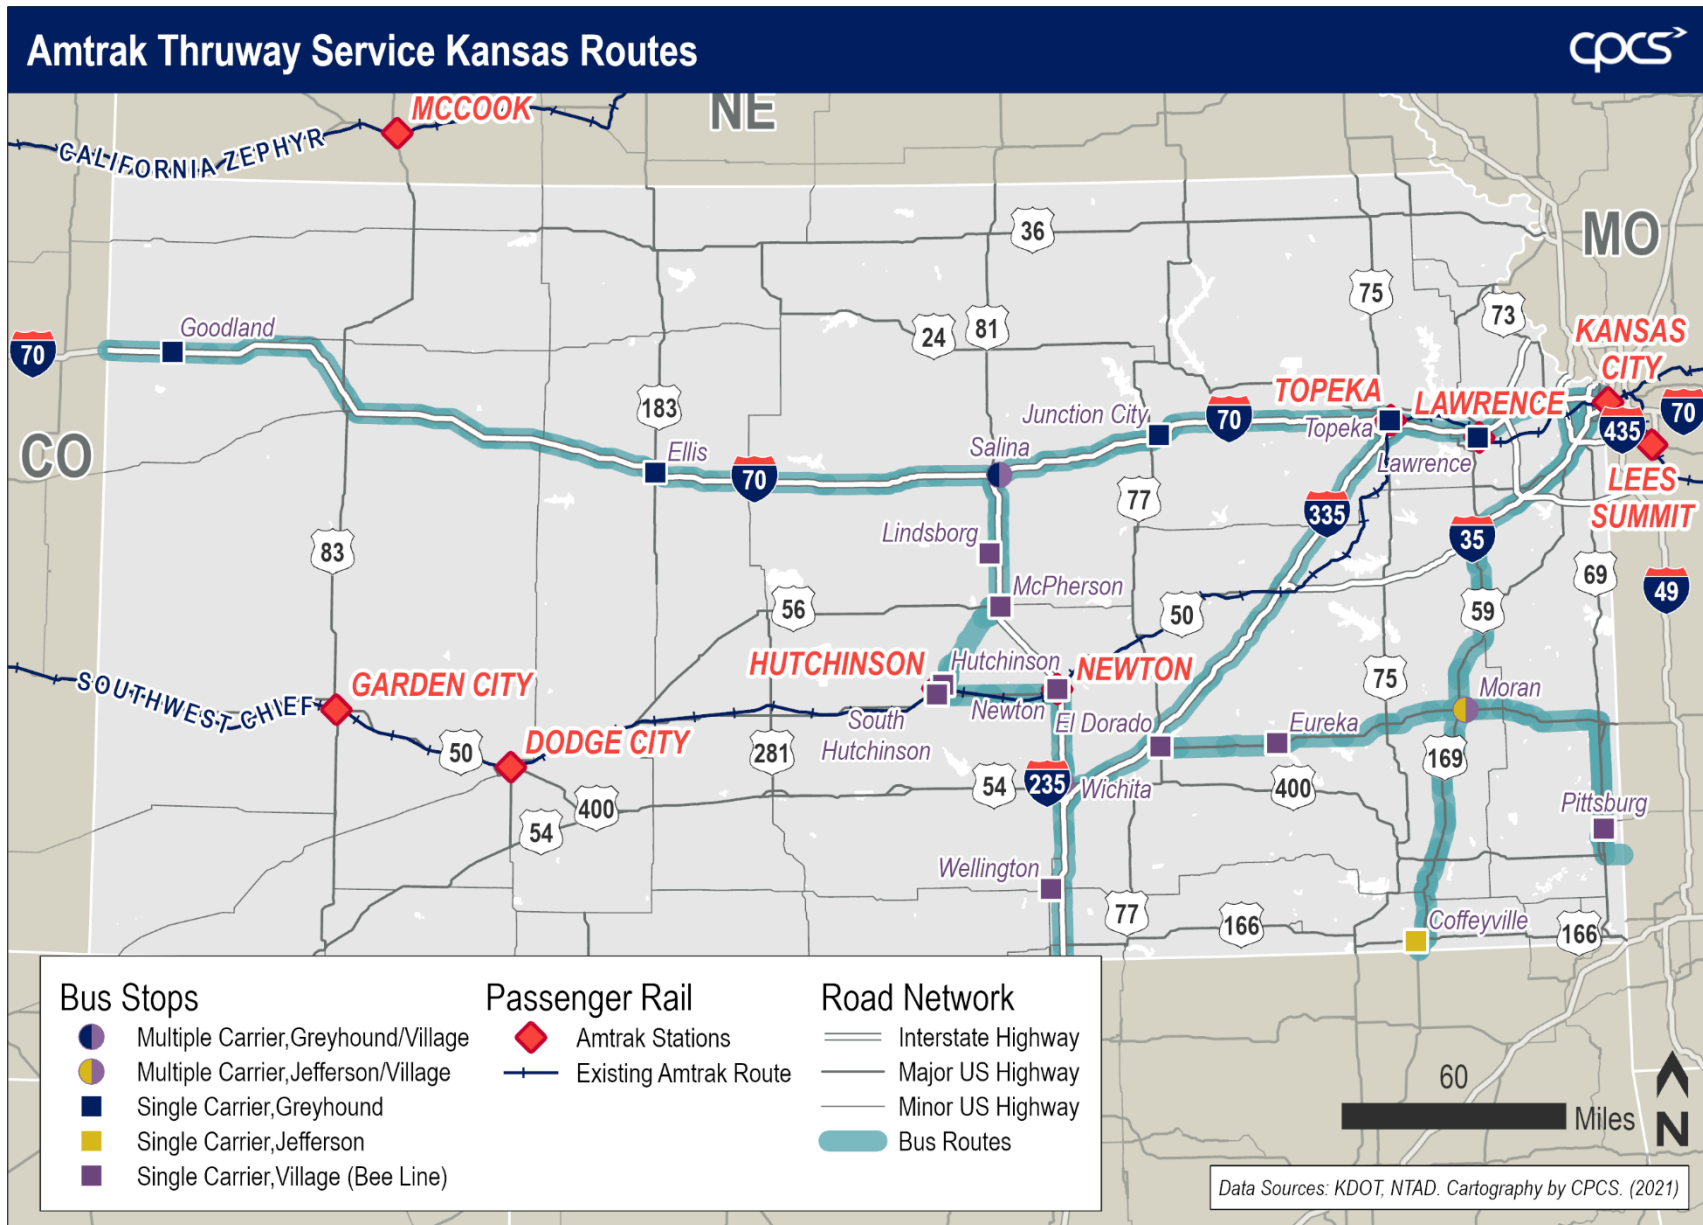 Amtrak Thruway Service Kansas Routes
cpcs
MCCOOK
NE
CALIFORNIA ZEPHYR
36
MO
75
73
Goodland
24
81
KANSAS
CITY
70
183
TOPEKA
LAWRENCE
Junction City
70
70
435
CO
Topeka
Salina
Ellis
Lawrence
70
LEES
SUMMIT
77
335
Lindsborg
35
83
69
McPherson
49
56
50
59
HUTCHINSON
Hutchinson
NEWTON
SOUTHWEST CHIEF
GARDEN CITY
75
Moran
South
Hutchinson
Newton
El Dorado
Eureka
DODGE CITY
50
281
169
54
235
Wichita
400
400
54
Pittsburg
Wellington
77
166
Coffeyville
166
Bus Stops
Multiple Carrier,Greyhound/Village
Multiple Carrier,Jefferson/Village
Single Carrier,Greyhound
Single Carrier,Jefferson
Single Carrier,Village (Bee Line)
Passenger Rail
Amtrak Stations
Existing Amtrak Route
Road Network
Interstate Highway
Major US Highway
Minor US Highway
Bus Routes
60
Miles
N
Data Sources: KDOT, NTAD. Cartography by CPCS. (2021)